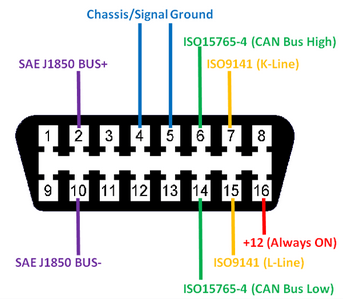 Chassis/Signal Ground
ISO15765-4 (CAN Bus High)
SAE J1850 BUS+
ISO9141 (K-Line)
1 2 3 4 5 6 7 8
9 10 11 12 13 14 15 16
+12 (Always ON)
SAE J1850 BUS-
ISO9141 (L-Line)
ISO15765-4 (CAN Bus Low)